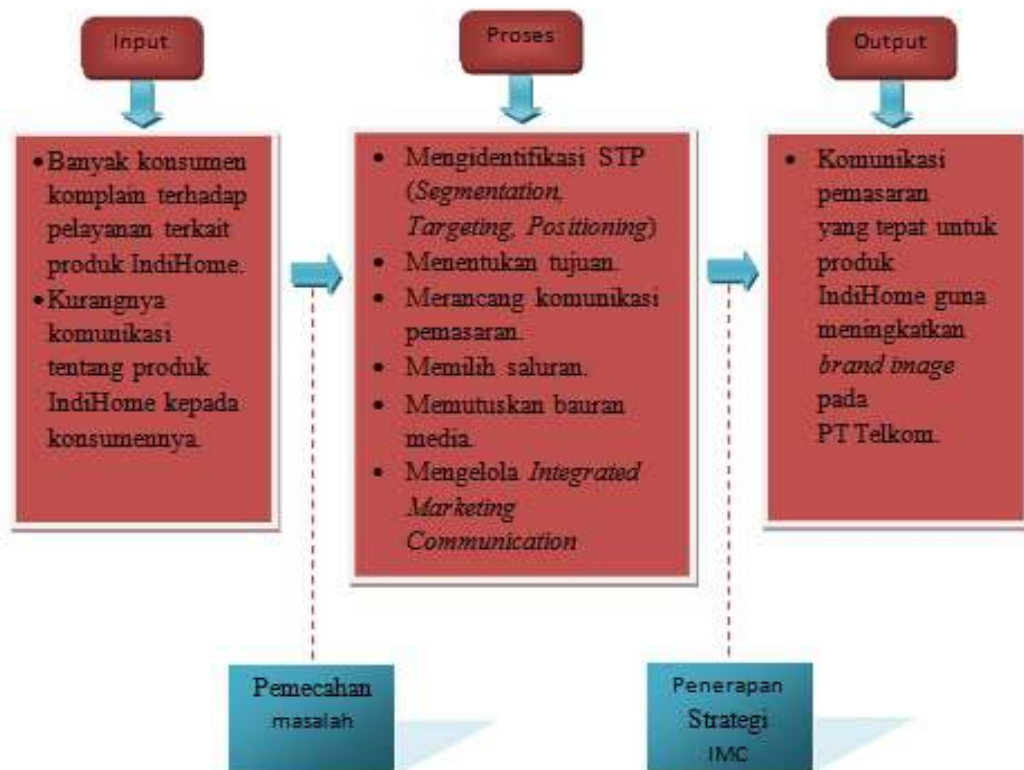 Input
Proses
Output
•Banyak konsumen
komplain terhadap
pelayanan terkait
produk IndiHome.
•Kurangnya
komunikasi
tentang produk
IndiHome kepada
konsumennya.
• Mengidentifikasi STP
(Segmentation,
Targeting, Positioning)
• Menentukan tujuan.
• Merancang komunikasi
pemasaran.
• Memilih saluran.
• Memutuskan bauran
media.
• Mengelola Integrated
Marketing
Communication
• Komunikasi
pemasaran
yang tepat untuk
produk
IndiHome guna
meningkatkan
brand image
pada
PT Telkom.
Pemecahan
masalah
Penerapan
Strategi
IMC